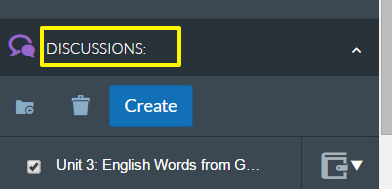 DISCUSSIONS:
Create
Unit 3: English Words from G...